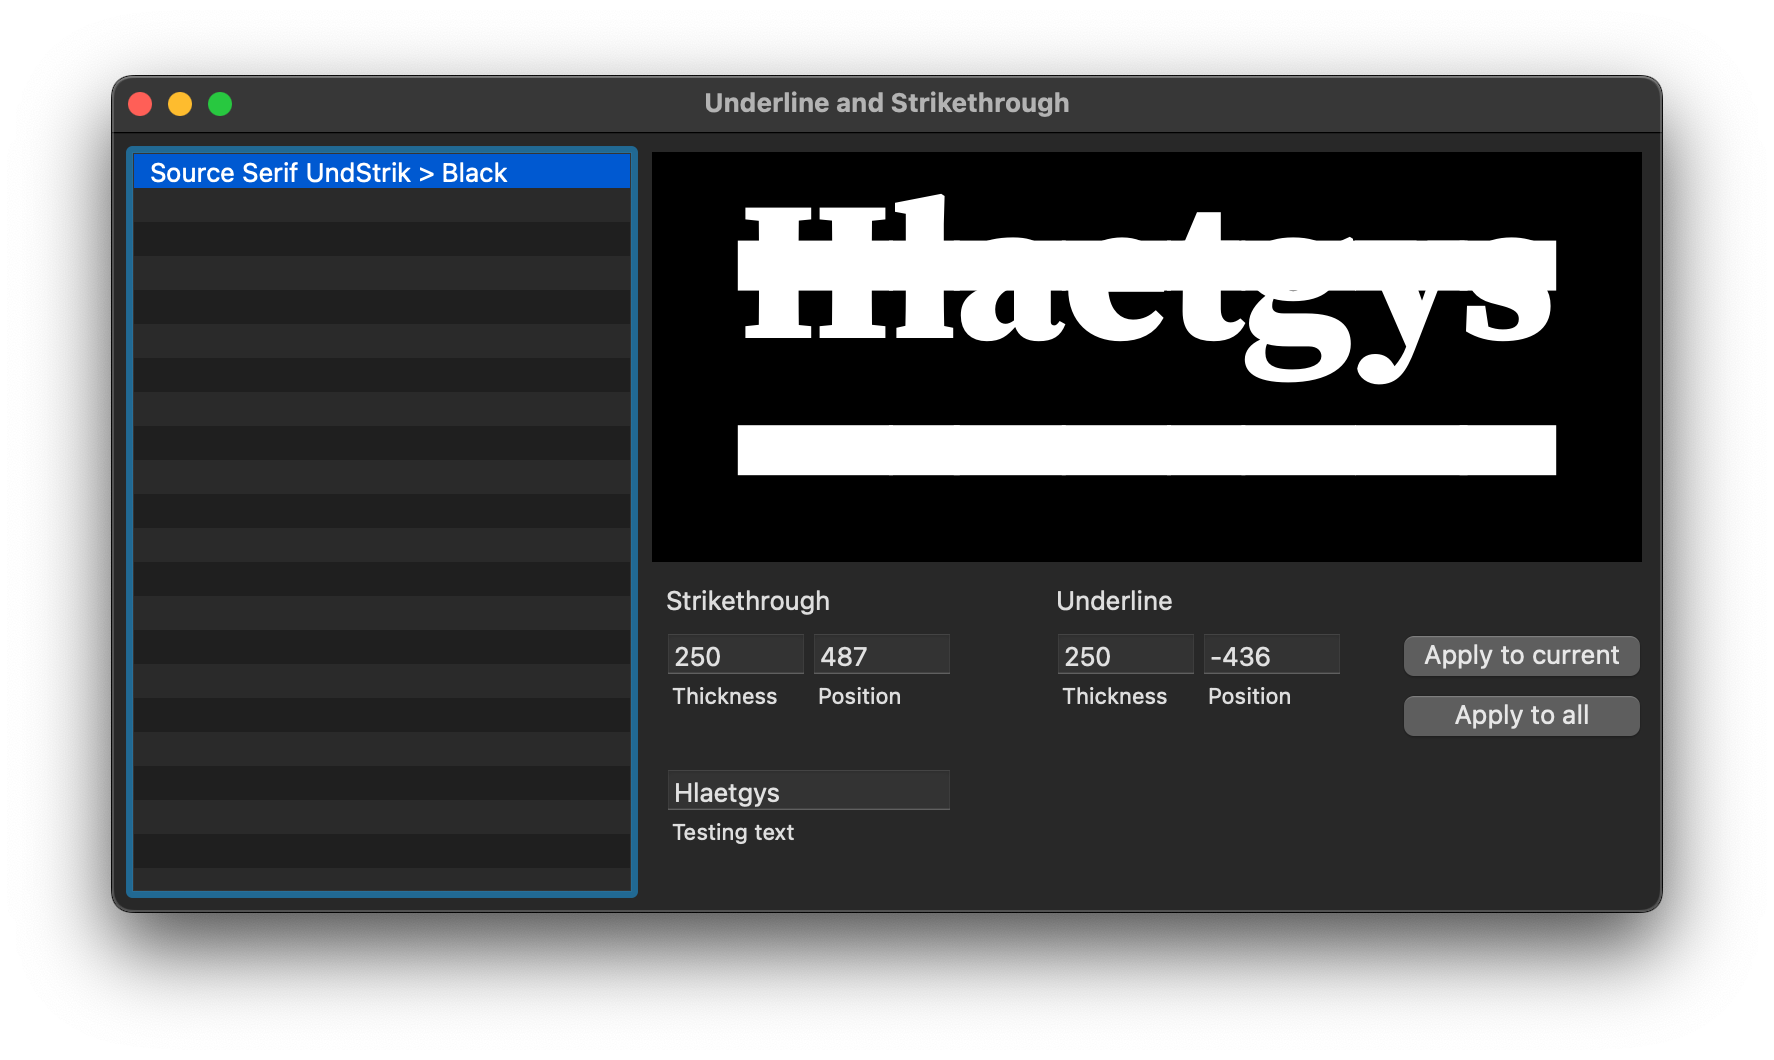 Underline and Strikethrough
Source Serif UndStrik > Black
Hlaetgys
Strikethrough
Underline
250
487
250
-436
Apply to current
Thickness
Position
Thickness
Position
Apply to all
Hlaetgys
Testing text